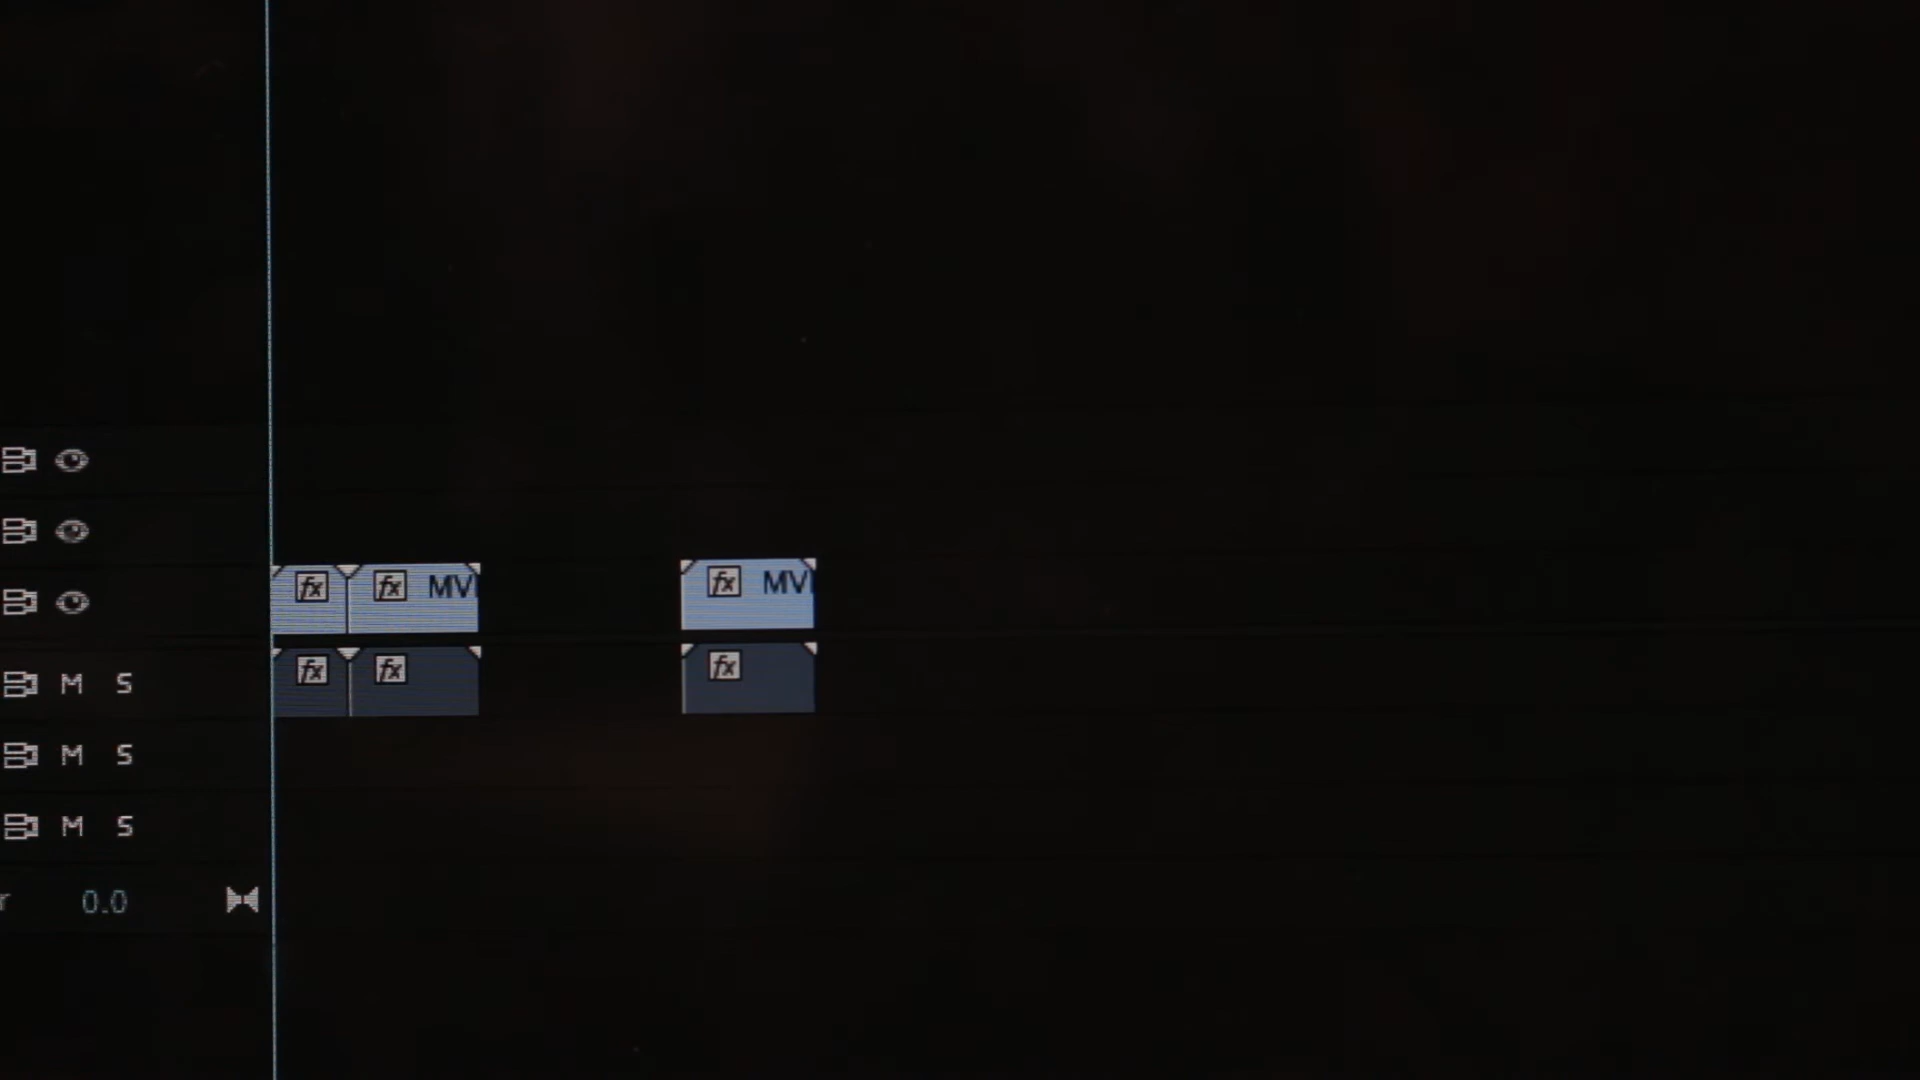 fx fx MV fx MV
fx fx fx
M S
M S
M S
r 0.0